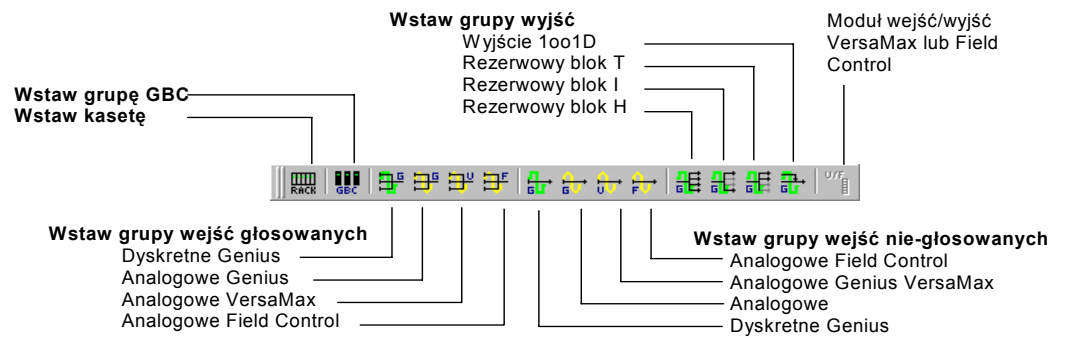 Wstaw grupy wyjść
Wyjście 1oo1D
Rezerwowy blok T
Rezerwowy blok I
Rezerwowy blok H
Moduł wejść/wyjść
VersaMax lub Field
Control
Wstaw grupę GBC
Wstaw kasetę
RACK
GBC
G
G
U
F
G
G
U
F
G
G
G
G
U/F
Wstaw grupy wejść głosowanych
Dyskretne Genius
Analogowe Genius
Analogowe VersaMax
Analogowe Field Control
Wstaw grupy wejść nie-głosowanych
Analogowe Field Control
Analogowe Genius VersaMax
Analogowe
Dyskretne Genius